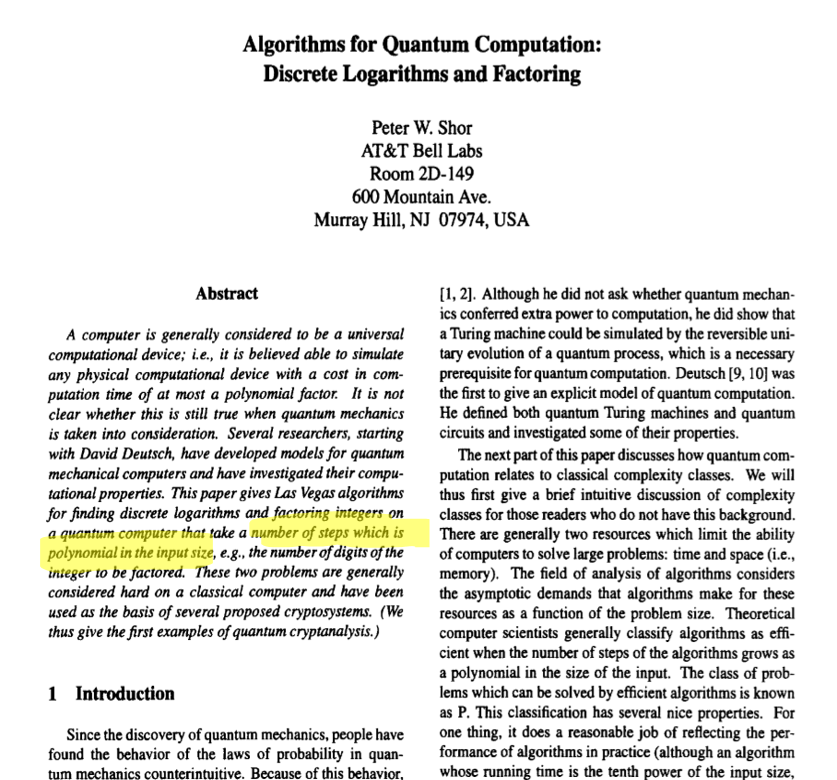 Algorithms for Quantum Computation:
Discrete Logarithms and Factoring
Peter W. Shor
AT&T Bell Labs
Room 2D-149
600 Mountain Ave.
Murray Hill, NJ 07974, USA
Abstract
A computer is generally considered to be a universal
computational device; i.e., it is believed able to simulate
any physical computational device with a cost in com-
putation time of at most a polynomial factor. It is not
clear whether this is still true when quantum mechanics
is taken into consideration. Several researchers, starting
with David Deutsch, have developed models for quantum
mechanical computers and have investigated their compu-
tational properties. This paper gives Las Vegas algorithms
for finding discrete logarithms and factoring integers on
a quantum computer that take a number of steps which is
polynomial in the input size, e.g., the number of digits of the
integer to be factored. These two problems are generally
considered hard on a classical computer and have been
used as the basis of several proposed cryptosystems. (We
thus give the first examples of quantum cryptanalysis.)
1 Introduction
Since the discovery of quantum mechanics, people have
found the behavior of the laws of probability in quan-
tum mechanics counterintuitive. Because of this behavior,
[1, 2]. Although he did not ask whether quantum mechan-
ics conferred extra power to computation, he did show that
a Turing machine could be simulated by the reversible uni-
tary evolution of a quantum process, which is a necessary
prerequisite for quantum computation. Deutsch [9, 10] was
the first to give an explicit model of quantum computation.
He defined both quantum Turing machines and quantum
circuits and investigated some of their properties.
The next part of this paper discusses how quantum com-
putation relates to classical complexity classes. We will
thus first give a brief intuitive discussion of complexity
classes for those readers who do not have this background.
There are generally two resources which limit the ability
of computers to solve large problems: time and space (i.e.,
memory). The field of analysis of algorithms considers
the asymptotic demands that algorithms make for these
resources as a function of the problem size. Theoretical
computer scientists generally classify algorithms as effi-
cient when the number of steps of the algorithms grows as
a polynomial in the size of the input. The class of prob-
lems which can be solved by efficient algorithms is known
as P. This classification has several nice properties. For
one thing, it does a reasonable job of reflecting the per-
formance of algorithms in practice (although an algorithm
whose running time is the tenth power of the input size,